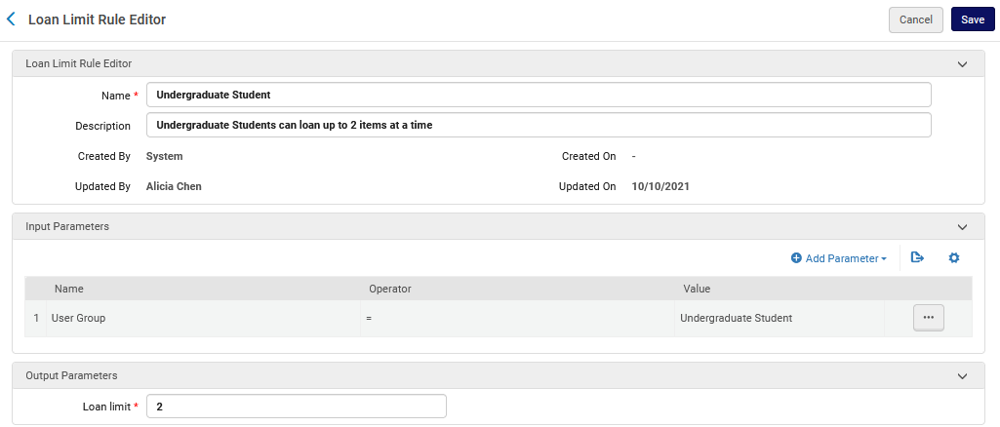 Loan Limit Rule Editor
Cancel
Save
Loan Limit Rule Editor
Name *
Undergraduate Student
Description
Undergraduate Students can loan up to 2 items at a time
Created By System Created On -
Updated By Alicia Chen Updated On 10/10/2021
Input Parameters
Add Parameter
Name Operator Value
1 User Group = Undergraduate Student
Output Parameters
Loan limit * 2